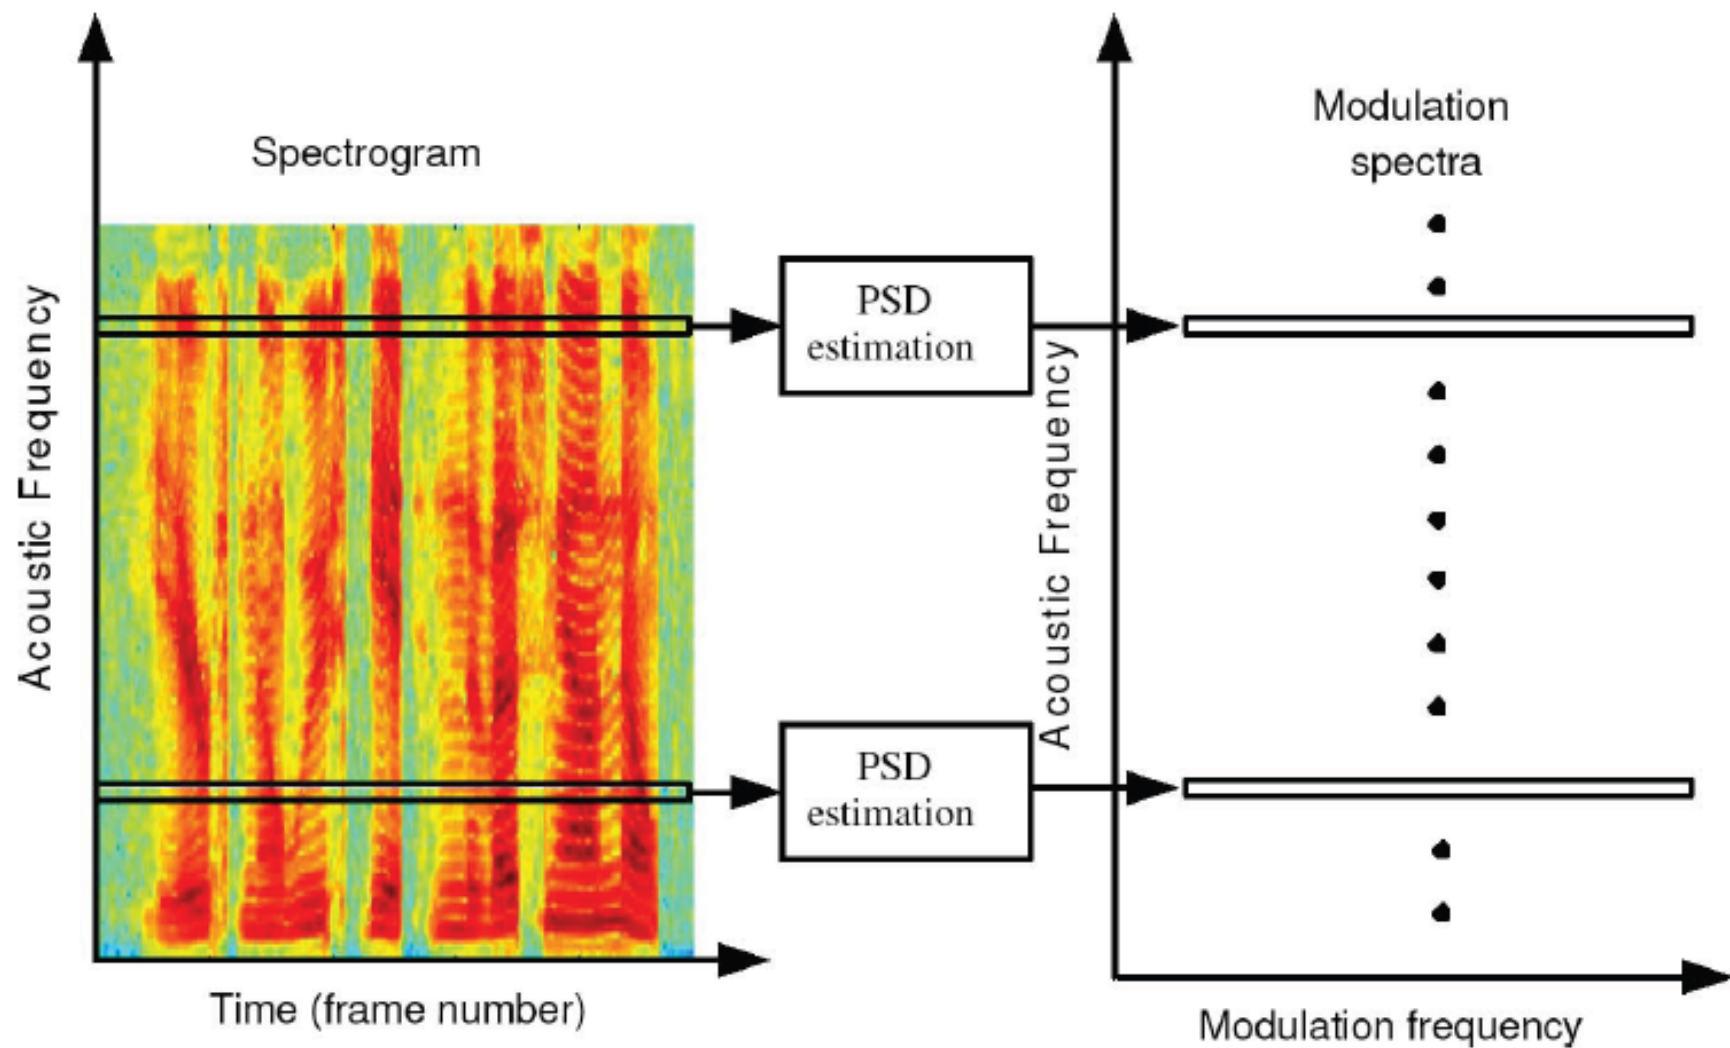 Spectrogram
Acoustic Frequency
Time (frame number)
PSD
estimation
PSD
estimation
Acoustic Frequency
Modulation
spectra
Modulation frequency